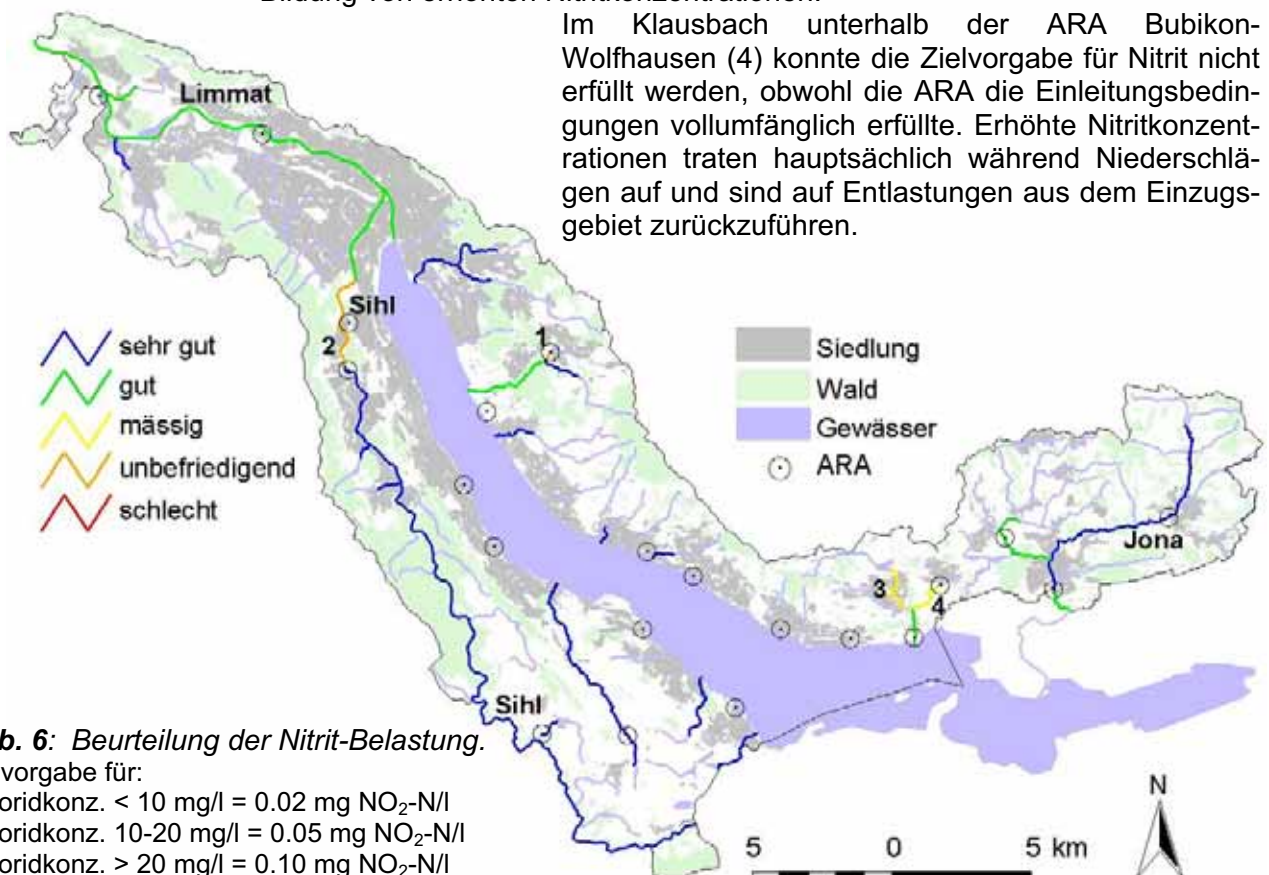 Bildung von erhöhten Nitritkonzentrationen.
Im Klausbach unterhalb der ARA Bubikon-
Wolfhausen (4) konnte die Zielvorgabe für Nitrit nicht
erfüllt werden, obwohl die ARA die Einleitungsbedin-
gungen vollumfänglich erfüllte. Erhöhte Nitritkonzent-
rationen traten hauptsächlich während Niederschlä-
gen auf und sind auf Entlastungen aus dem Einzugs-
gebiet zurückzuführen.
Limmat
Sihl
2
1
sehr gut
gut
mässig
unbefriedigend
schlecht
Siedlung
Wald
Gewässer
ARA
Jona
3
4
Sihl
b. 6: Beurteilung der Nitrit-Belastung.
vorgabe für:
oridkonz. < 10 mg/l = 0.02 mg NO₂-N/l
oridkonz. 10-20 mg/l = 0.05 mg NO₂-N/l
oridkonz. > 20 mg/l = 0.10 mg NO₂-N/l
5 0 5 km
N